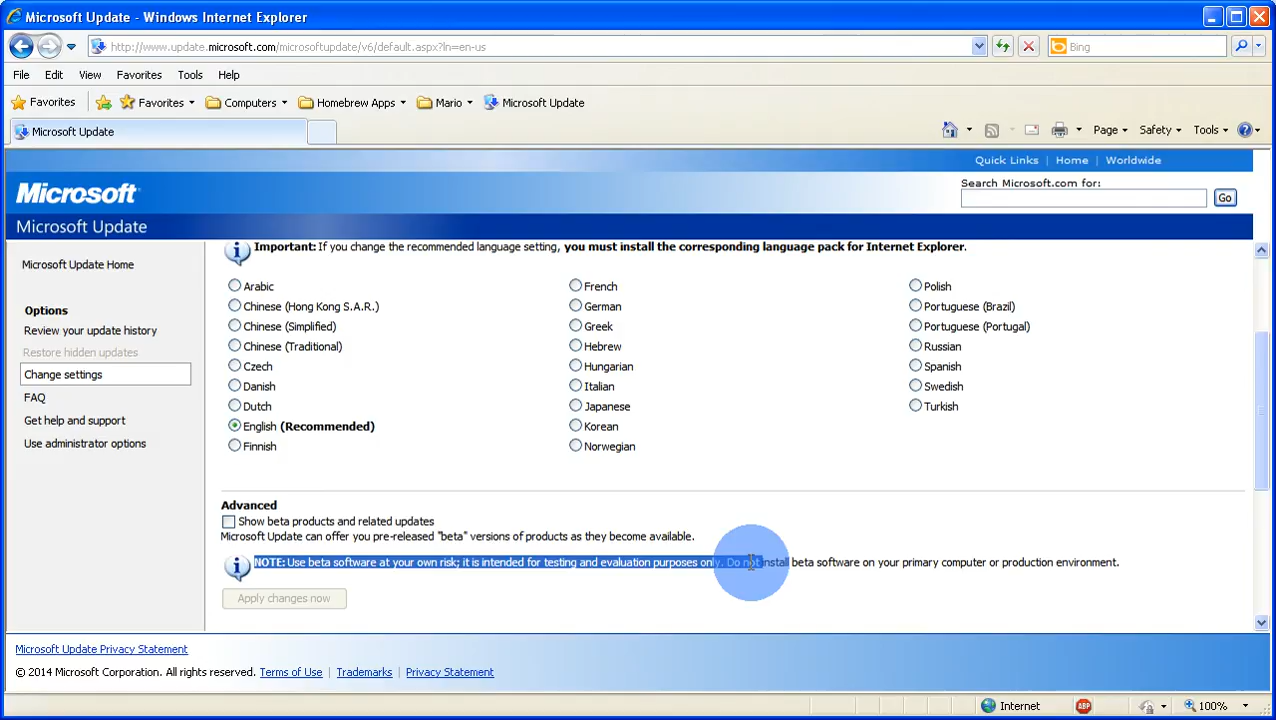 Microsoft Update - Windows Internet Explorer
http://www.update.microsoft.com/microsoftupdate/v6/default.aspx?ln=en-us
Bing
File Edit View Favorites Tools Help
Favorites Favorites Computers Homebrew Apps Mario Microsoft Update
Microsoft Update
Page Safety Tools
Quick Links | Home | Worldwide
Microsoft
Search Microsoft.com for:
Go
Microsoft Update
Microsoft Update Home
Options
Review your update history
Restore hidden updates
Change settings
FAQ
Get help and support
Use administrator options
Important: If you change the recommended language setting, you must install the corresponding language pack for Internet Explorer.
Arabic French Polish
Chinese (Hong Kong S.A.R.) German Portuguese (Brazil)
Chinese (Simplified) Greek Portuguese (Portugal)
Chinese (Traditional) Hebrew Russian
Czech Hungarian Spanish
Danish Italian Swedish
Dutch Japanese Turkish
English (Recommended) Korean
Finnish Norwegian
Advanced
Show beta products and related updates
Microsoft Update can offer you pre-released "beta" versions of products as they become available.
NOTE: Use beta software at your own risk; it is intended for testing and evaluation purposes only. Do not install beta software on your primary computer or production environment.
Apply changes now
Microsoft Update Privacy Statement
© 2014 Microsoft Corporation. All rights reserved. Terms of Use | Trademarks | Privacy Statement
Internet ABP 100%